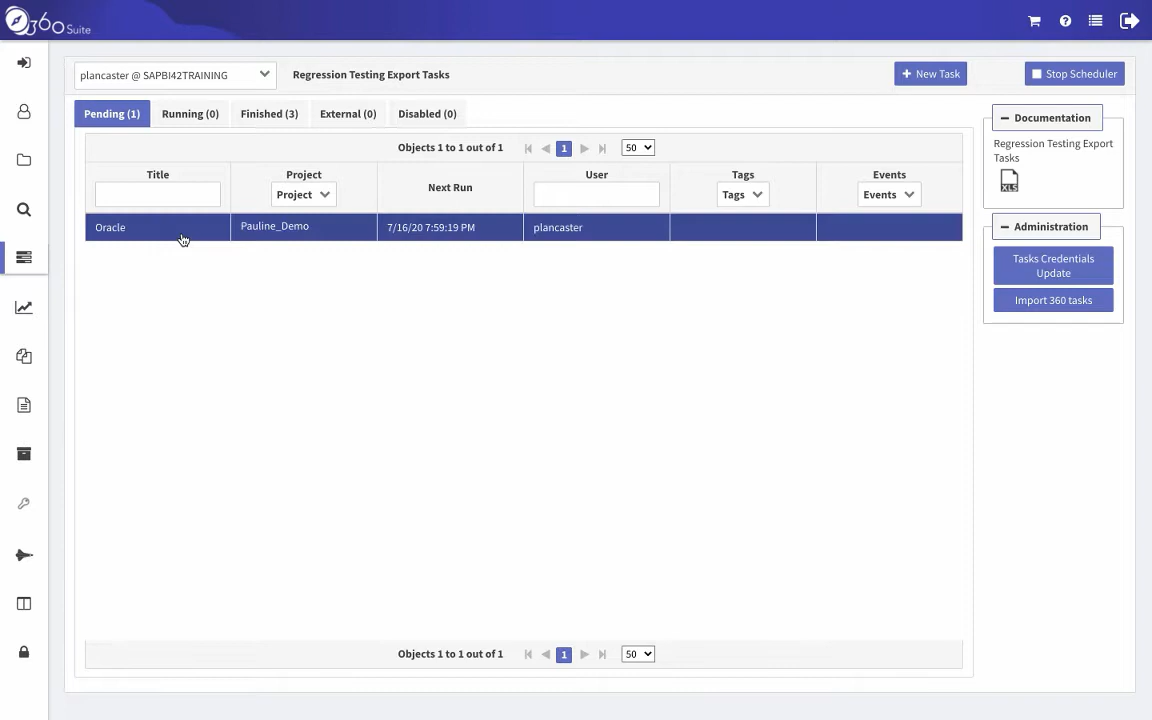 360Suite
plancaster @ SAPBI42TRAINING
Regression Testing Export Tasks
New Task
Stop Scheduler
Pending (1)
Running (0)
Finished (3)
External (0)
Disabled (0)
Objects 1 to 1 out of 1
1
50
Title
Project
Next Run
User
Tags
Events
Project
Tags
Events
Oracle
Pauline_Demo
7/16/20 7:59:19 PM
plancaster
Objects 1 to 1 out of 1
1
50
Documentation
Regression Testing Export
Tasks
XLS
Administration
Tasks Credentials
Update
Import 360 tasks